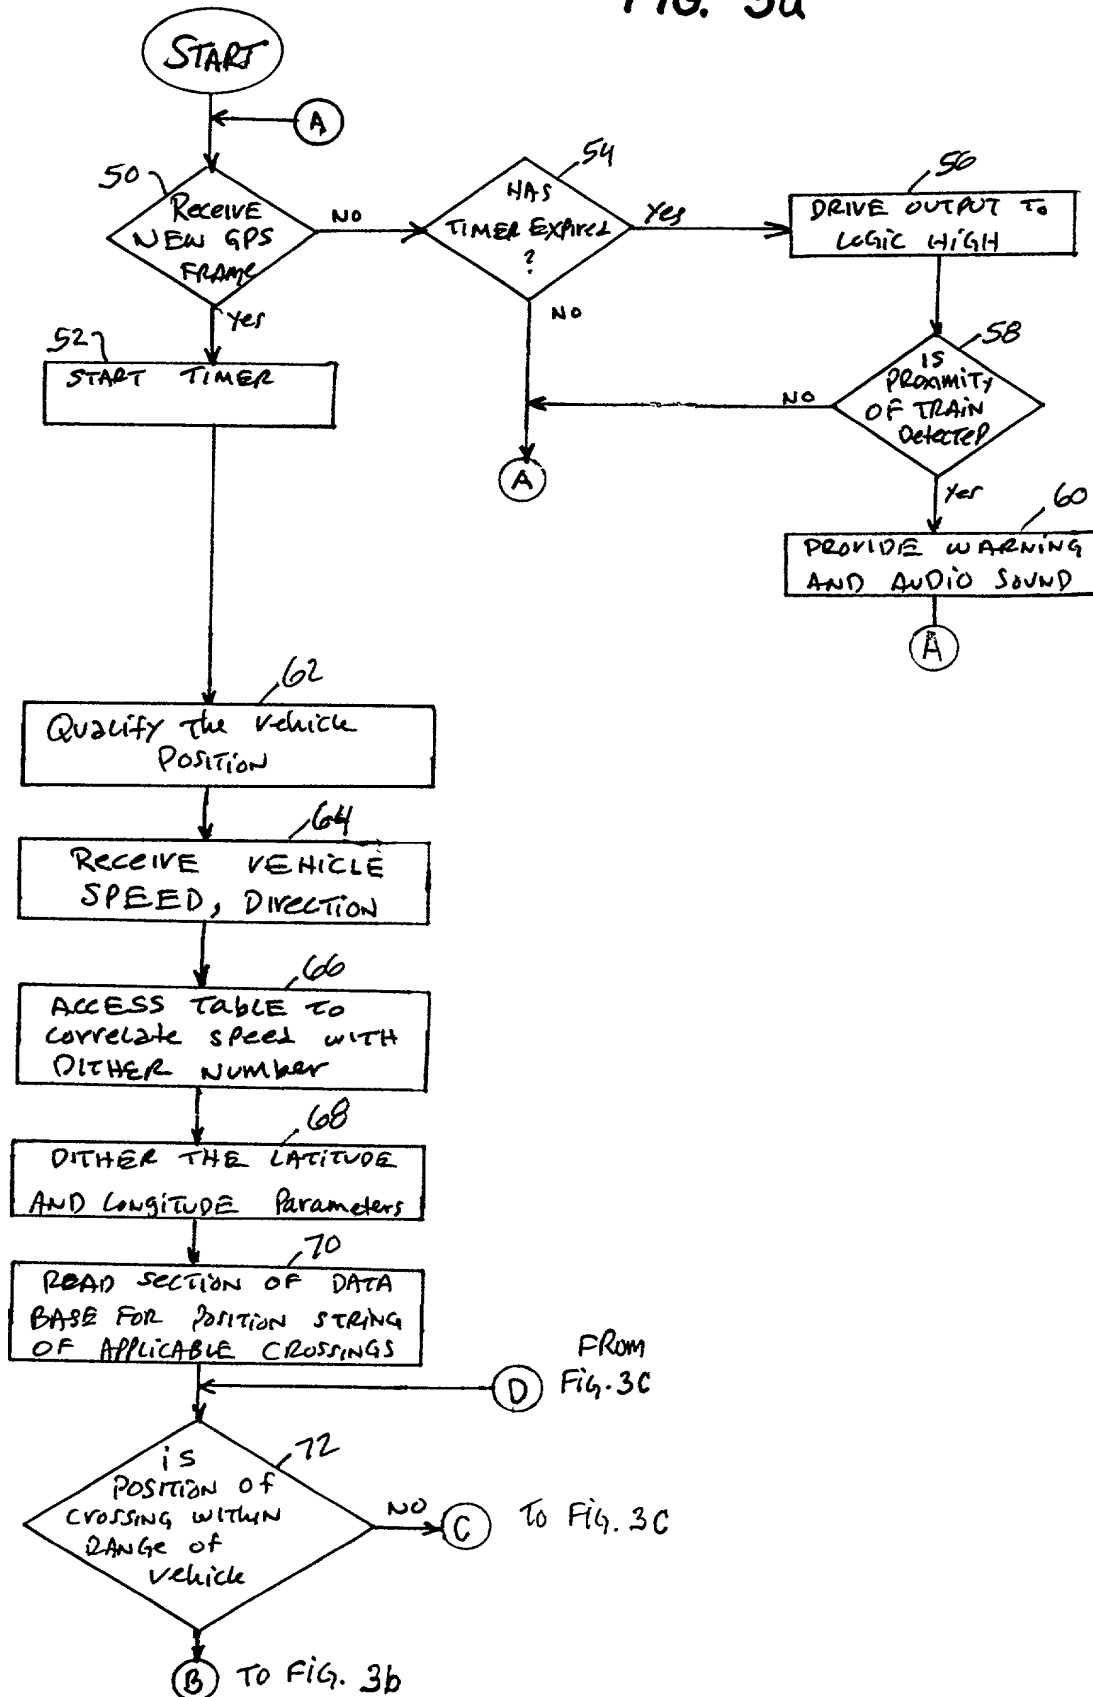 FIG. 3a
START
A
50
Receive
NEW GPS
FRAME
NO
yes
54
HAS
TIMER Expired
?
Yes
NO
56
DRIVE OUTPUT TO
LOGIC HIGH
52
START TIMER
58
IS
PROXIMITY
OF TRAIN
Detected
NO
Yes
A
60
PROVIDE WARNING
AND AUDIO SOUND
A
62
Qualify the vehicle
POSITION
64
Receive VEHICLE
SPEED, Direction
66
ACCESS Table TO
correlate speed with
DITHER Number
68
DITHER THE LATITUDE
AND Longitude Parameters
70
READ SECTION OF DATA
BASE FOR POSITION STRING
OF APPLICABLE CROSSINGS
D
FROM
Fig. 3C
72
is
Position of
crossing within
RANGE of
vehicle
NO
C
To Fig. 3C
B
TO FIG. 3b